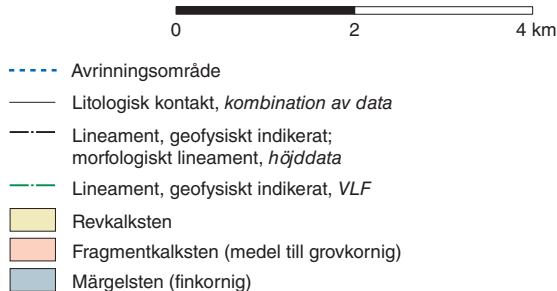 0 2 4 km
Avrinningsområde
Litologisk kontakt, kombination av data
Lineament, geofysiskt indikerat;
morfologiskt lineament, höjddata
Lineament, geofysiskt indikerat, VLF
Revkalksten
Fragmentkalksten (medel till grovkornig)
Märgelsten (finkornig)